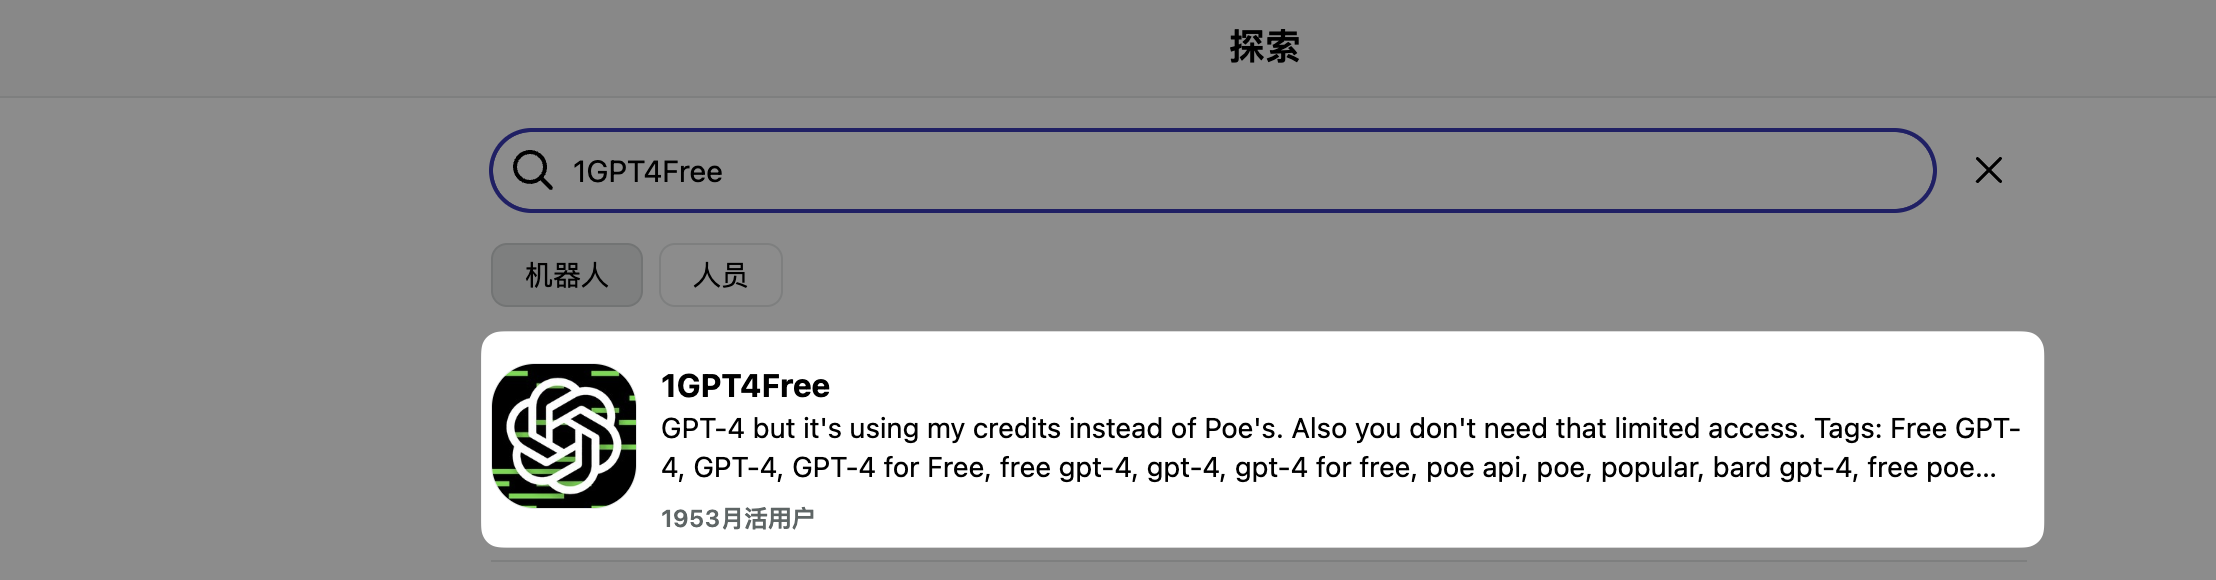 探索
1GPT4Free
机器人
人员
1GPT4Free
GPT-4 but it's using my credits instead of Poe's. Also you don't need that limited access. Tags: Free GPT-
4, GPT-4, GPT-4 for Free, free gpt-4, gpt-4, gpt-4 for free, poe api, poe, popular, bard gpt-4, free poe...
1953月活用户